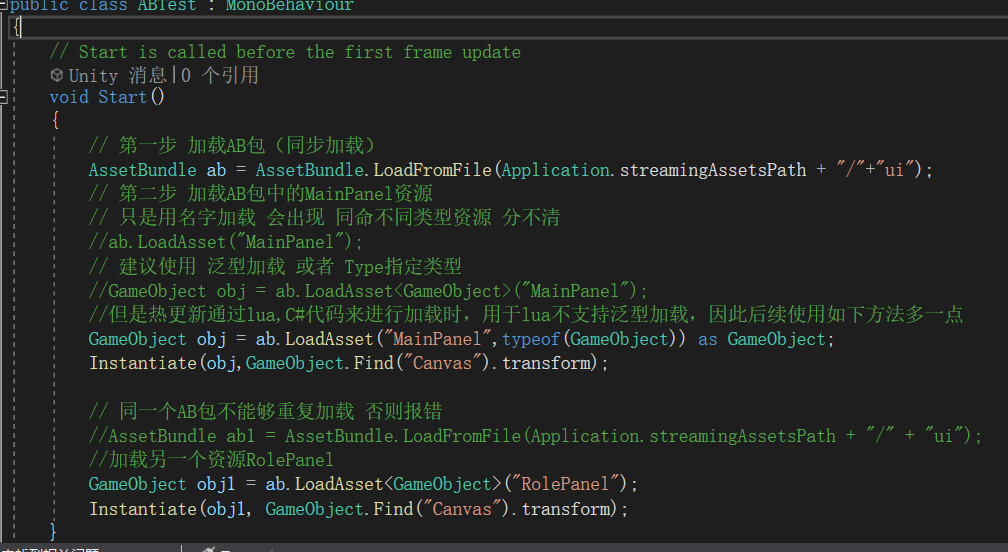 public class ABTest : MonoBehaviour
{
// Start is called before the first frame update
Unity 消息|0 个引用
void Start()
{
// 第一步 加载AB包（同步加载）
AssetBundle ab = AssetBundle.LoadFromFile(Application.streamingAssetsPath + "/"+"ui");
// 第二步 加载AB包中的MainPanel资源
// 只是用名字加载 会出现 同命不同类型资源 分不清
//ab.LoadAsset("MainPanel");
// 建议使用 泛型加载 或者 Type指定类型
//GameObject obj = ab.LoadAsset<GameObject>("MainPanel");
//但是热更新通过lua,C#代码来进行加载时，用于lua不支持泛型加载，因此后续使用如下方法多一点
GameObject obj = ab.LoadAsset("MainPanel",typeof(GameObject)) as GameObject;
Instantiate(obj,GameObject.Find("Canvas").transform);
// 同一个AB包不能够重复加载 否则报错
//AssetBundle ab1 = AssetBundle.LoadFromFile(Application.streamingAssetsPath + "/" + "ui");
//加载另一个资源RolePanel
GameObject obj1 = ab.LoadAsset<GameObject>("RolePanel");
Instantiate(obj1, GameObject.Find("Canvas").transform);
}